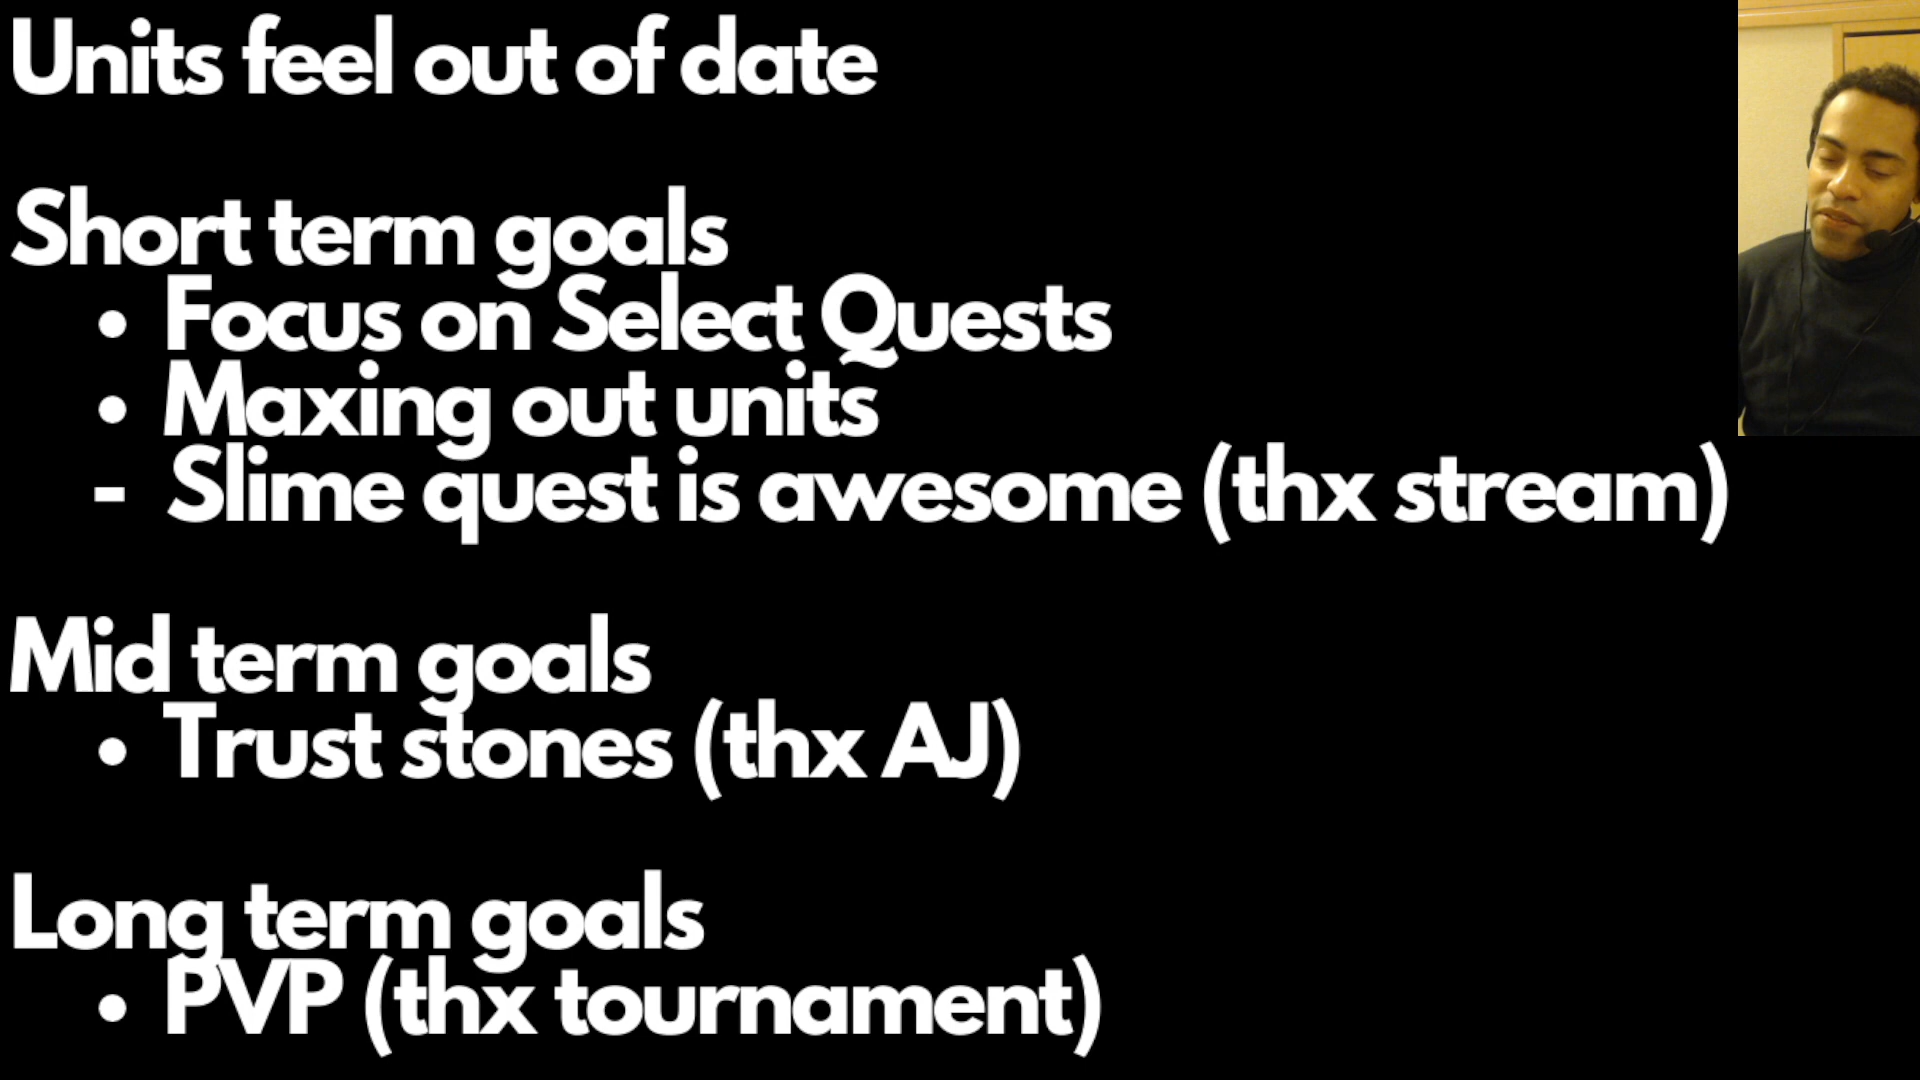 Units feel out of date
Short term goals
• Focus on Select Quests
• Maxing out units
- Slime quest is awesome (thx stream)
Mid term goals
• Trust stones (thx AJ)
Long term goals
• PVP (thx tournament)